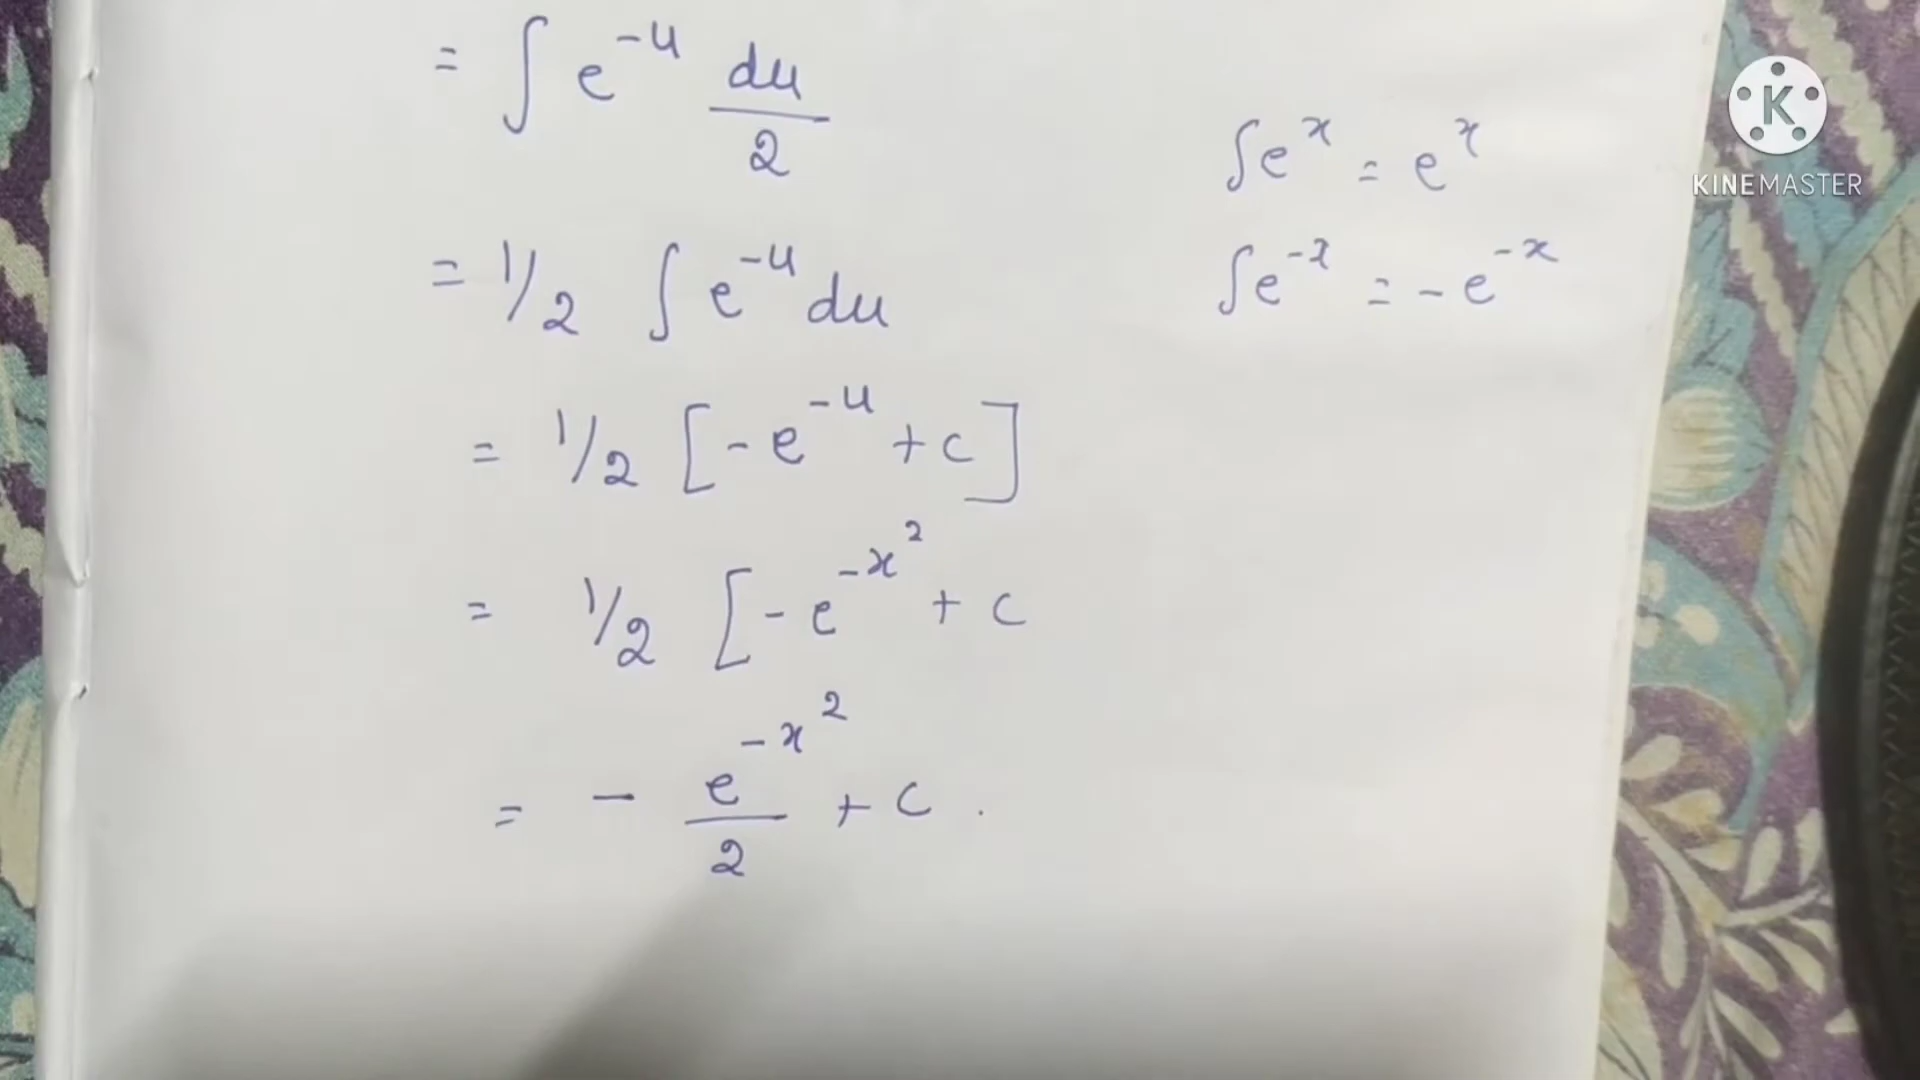 = ∫ e^{-u} du/2
∫e^x = e^x
∫e^{-x} = -e^{-x}
= 1/2 ∫ e^{-u} du
= 1/2 [-e^{-u} + c]
= 1/2 [-e^{-x^2} + c
= - e^{-x^2}/2 + c .
K
KINEMASTER